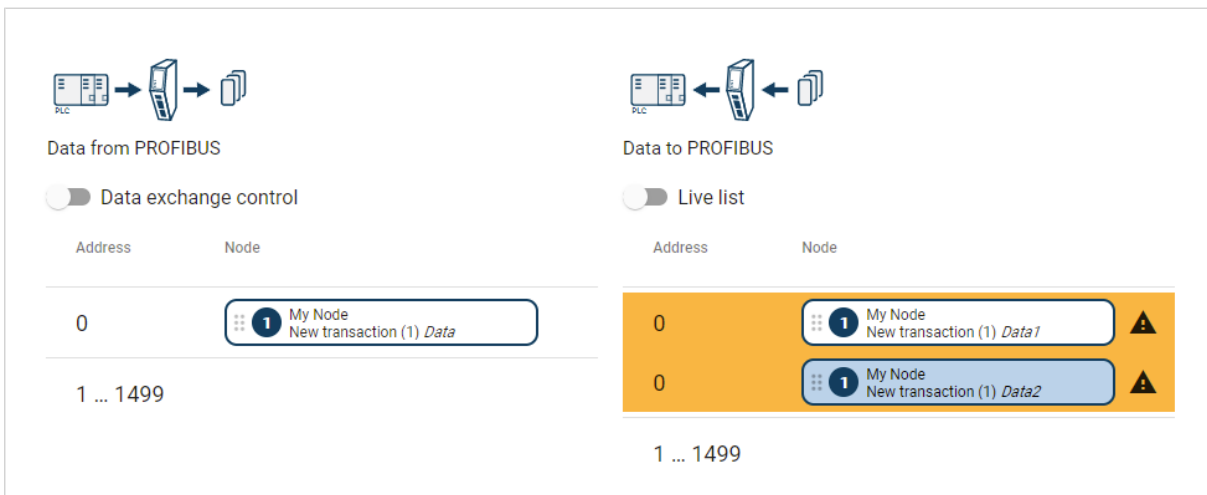 PLC
Data from PROFIBUS
Data exchange control
Address Node
0
1 My Node
New transaction (1) Data
1 ... 1499
PLC
Data to PROFIBUS
Live list
Address Node
0
1 My Node
New transaction (1) Data1
0
1 My Node
New transaction (1) Data2
1 ... 1499